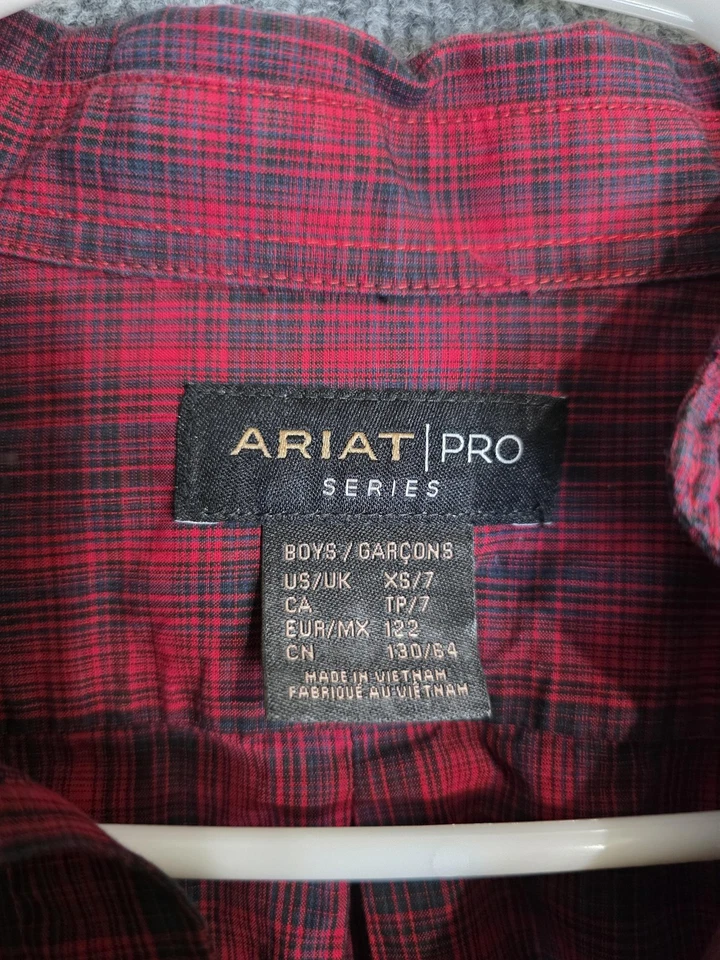 ARIAT | PRO
SERIES
BOYS / GARÇONS
US/UK XS/7
CA TP/7
EUR/MX 122
CN 130/64
MADE IN VIETNAM
FABRIQUÉ AU VIETNAM